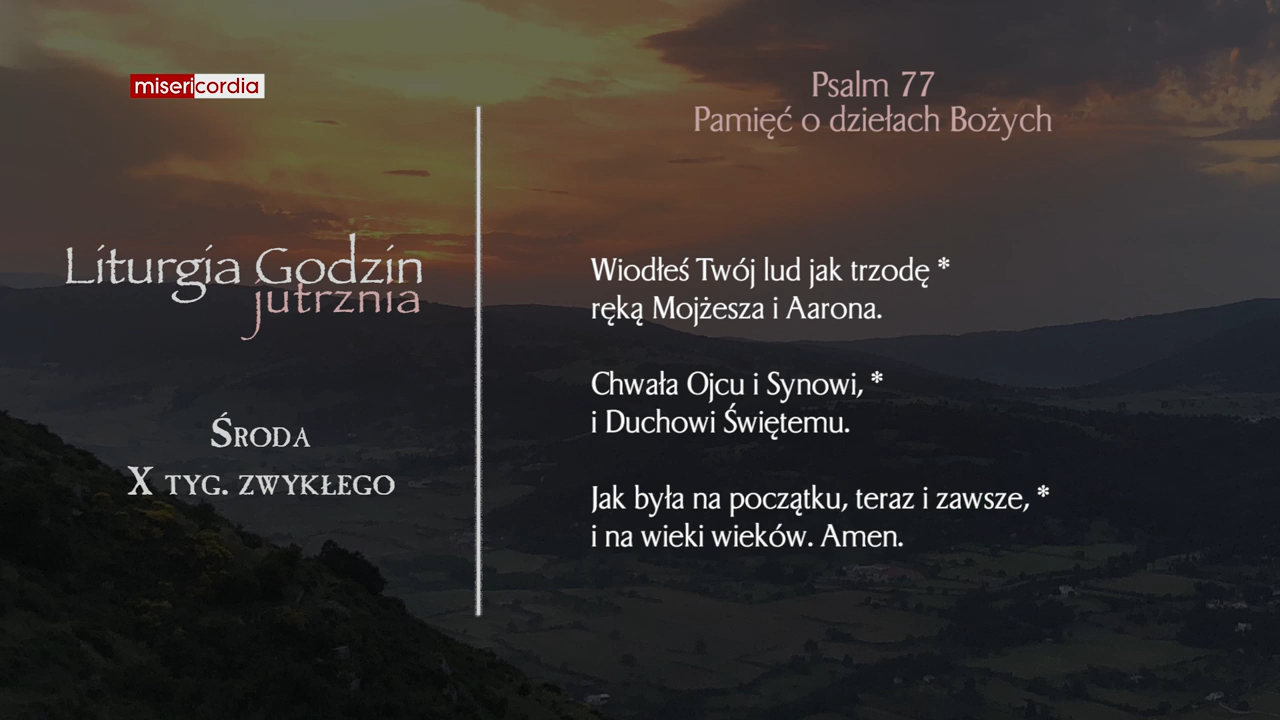 misericordia
Liturgia Godzin
jutrznia
Środa
X tyg. zwykłego
Psalm 77
Pamięć o dziełach Bożych
Wiodłeś Twój lud jak trzodę *
ręką Mojżesza i Aarona.
Chwała Ojcu i Synowi, *
i Duchowi Świętemu.
Jak była na początku, teraz i zawsze, *
i na wieki wieków. Amen.